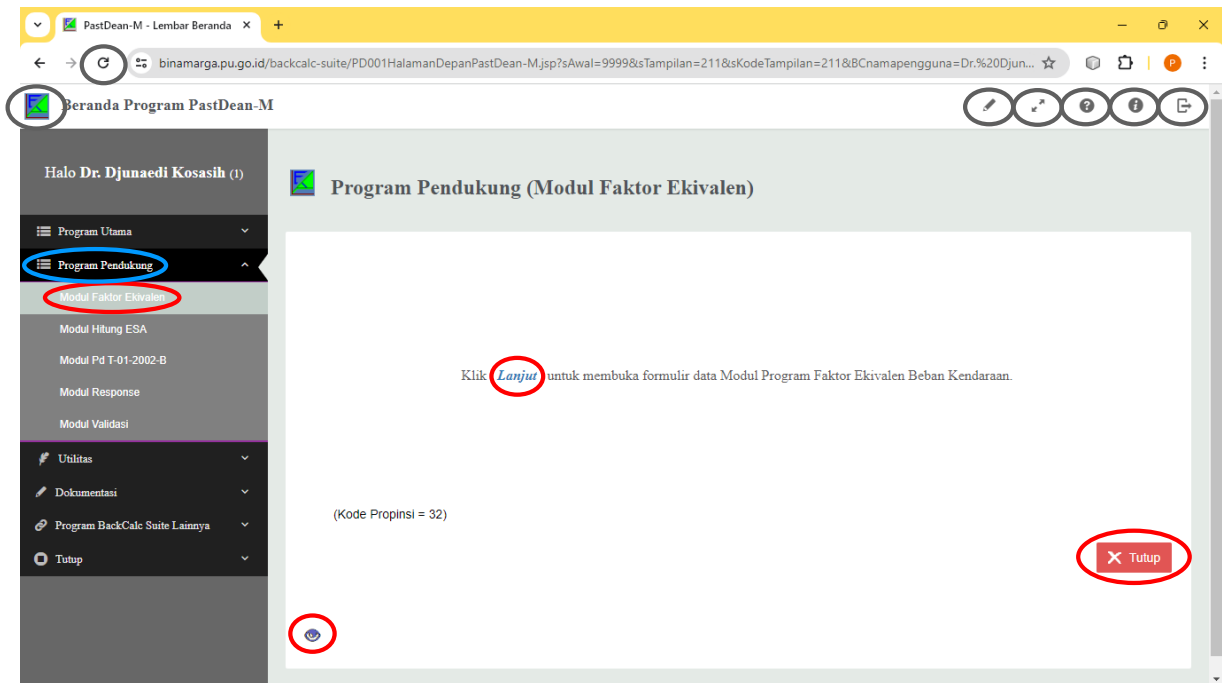 PastDean-M - Lembar Beranda
binamarga.pu.go.id/backcalc-suite/PD001HalamanDepanPastDean-M.jsp?sAwal=9999&sTampilan=211&sKodeTampilan=211&BCnamapengguna=Dr.%20Djun...
P
Beranda Program PastDean-M
Halo Dr. Djunaedi Kosasih (1)
Program Pendukung (Modul Faktor Ekivalen)
Program Utama
Program Pendukung
Modul Faktor Ekivalen
Modul Hitung ESA
Modul Pd T-01-2002-B
Modul Response
Modul Validasi
Utilitas
Dokumentasi
Program BackCalc Suite Lainnya
Tutup
Klik Lanjut untuk membuka formulir data Modul Program Faktor Ekivalen Beban Kendaraan.
(Kode Propinsi = 32)
Tutup